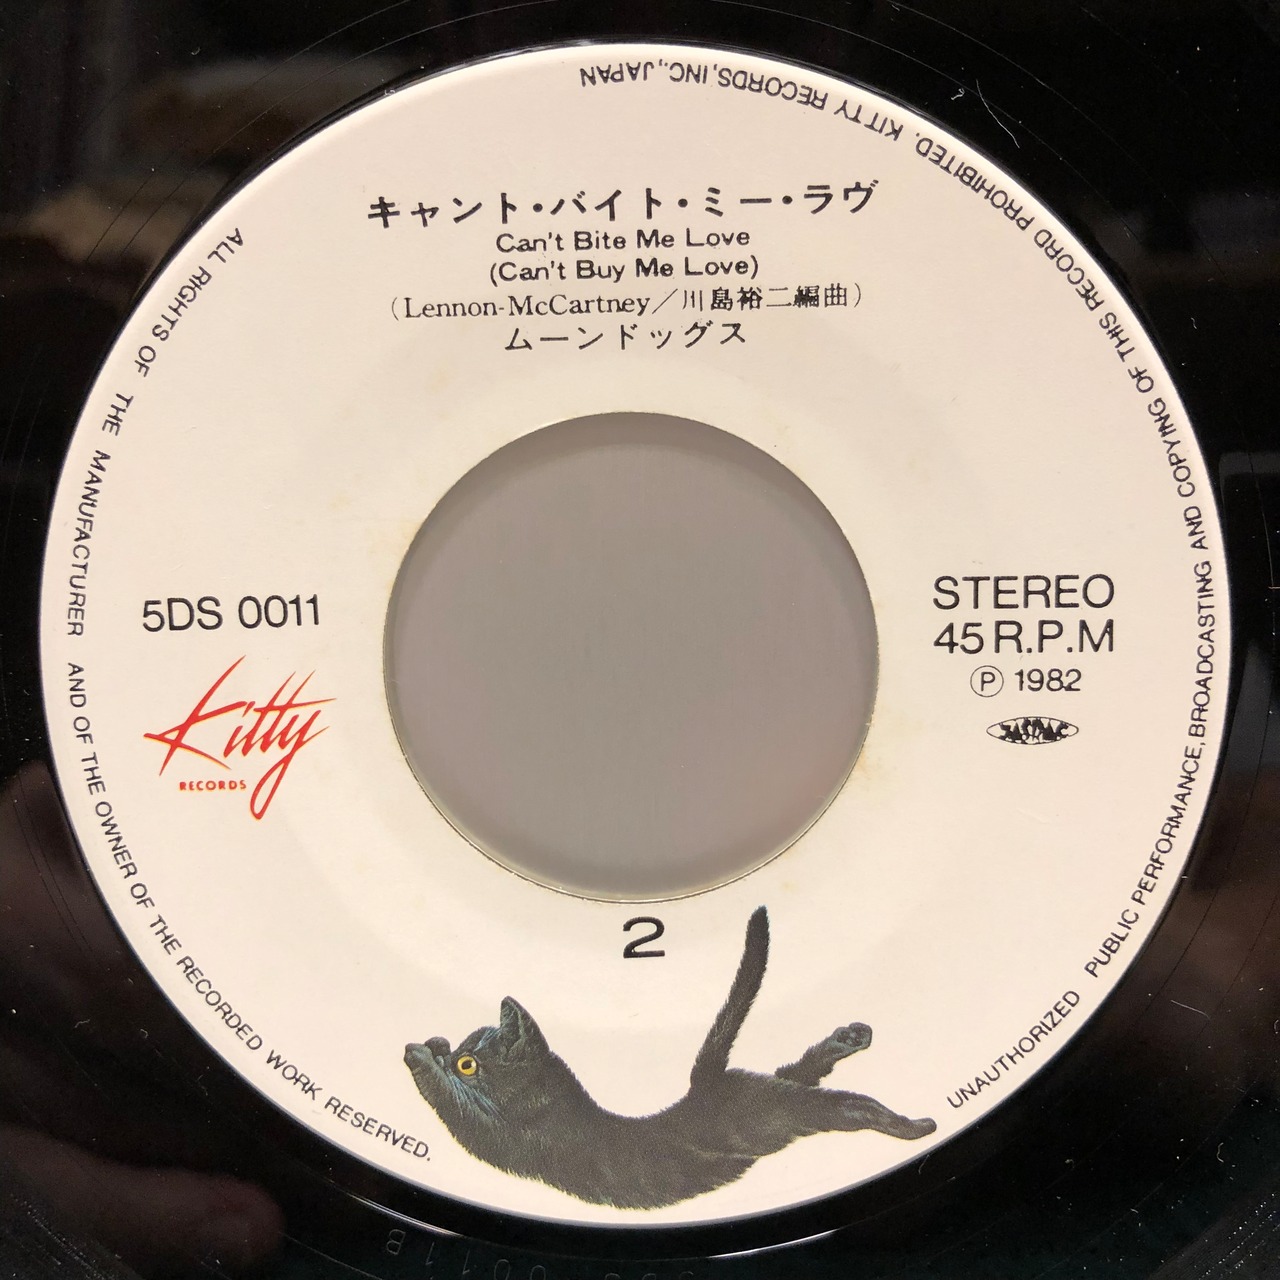 キャント・バイト・ミー・ラヴ
Can't Bite Me Love
(Can't Buy Me Love)
(Lennon-McCartney／川島裕二編曲)
ムーンドッグス
5DS 0011
Kitty
RECORDS
STEREO
45 R.P.M
Ⓟ 1982
JASRAC
2
ALL RIGHTS OF THE MANUFACTURER AND OF THE OWNER OF THE RECORDED WORK RESERVED.
UNAUTHORIZED PUBLIC PERFORMANCE, BROADCASTING AND COPYING OF THIS RECORD PROHIBITED. KITTY RECORDS, INC., JAPAN